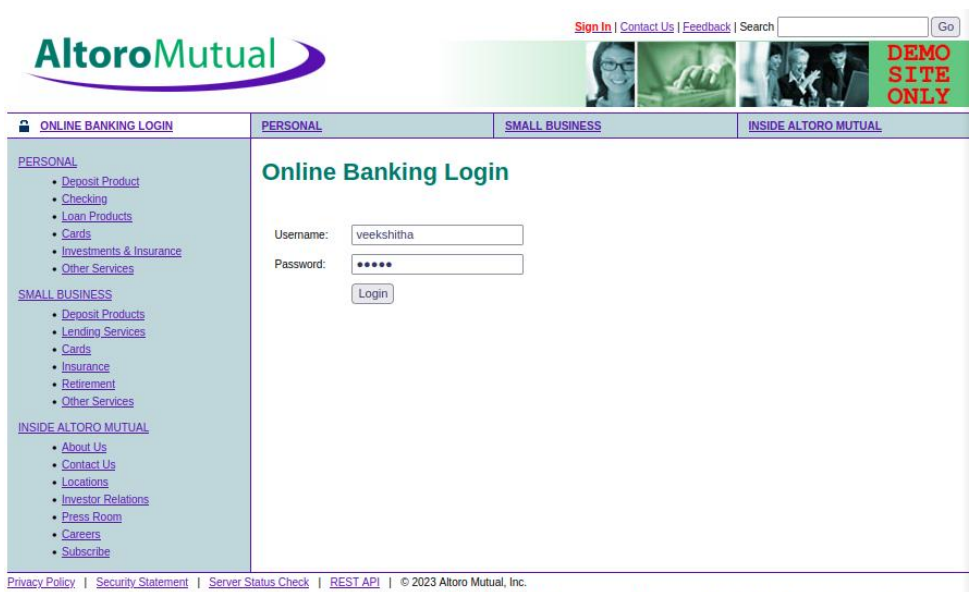 Sign In | Contact Us | Feedback | Search Go
AltoroMutual
DEMO
SITE
ONLY
ONLINE BANKING LOGIN
PERSONAL
SMALL BUSINESS
INSIDE ALTORO MUTUAL
PERSONAL
• Deposit Product
• Checking
• Loan Products
• Cards
• Investments & Insurance
• Other Services
SMALL BUSINESS
• Deposit Products
• Lending Services
• Cards
• Insurance
• Retirement
• Other Services
INSIDE ALTORO MUTUAL
• About Us
• Contact Us
• Locations
• Investor Relations
• Press Room
• Careers
• Subscribe
Online Banking Login
Username: veekshitha
Password: •••••
Login
Privacy Policy | Security Statement | Server Status Check | REST API | © 2023 Altoro Mutual, Inc.